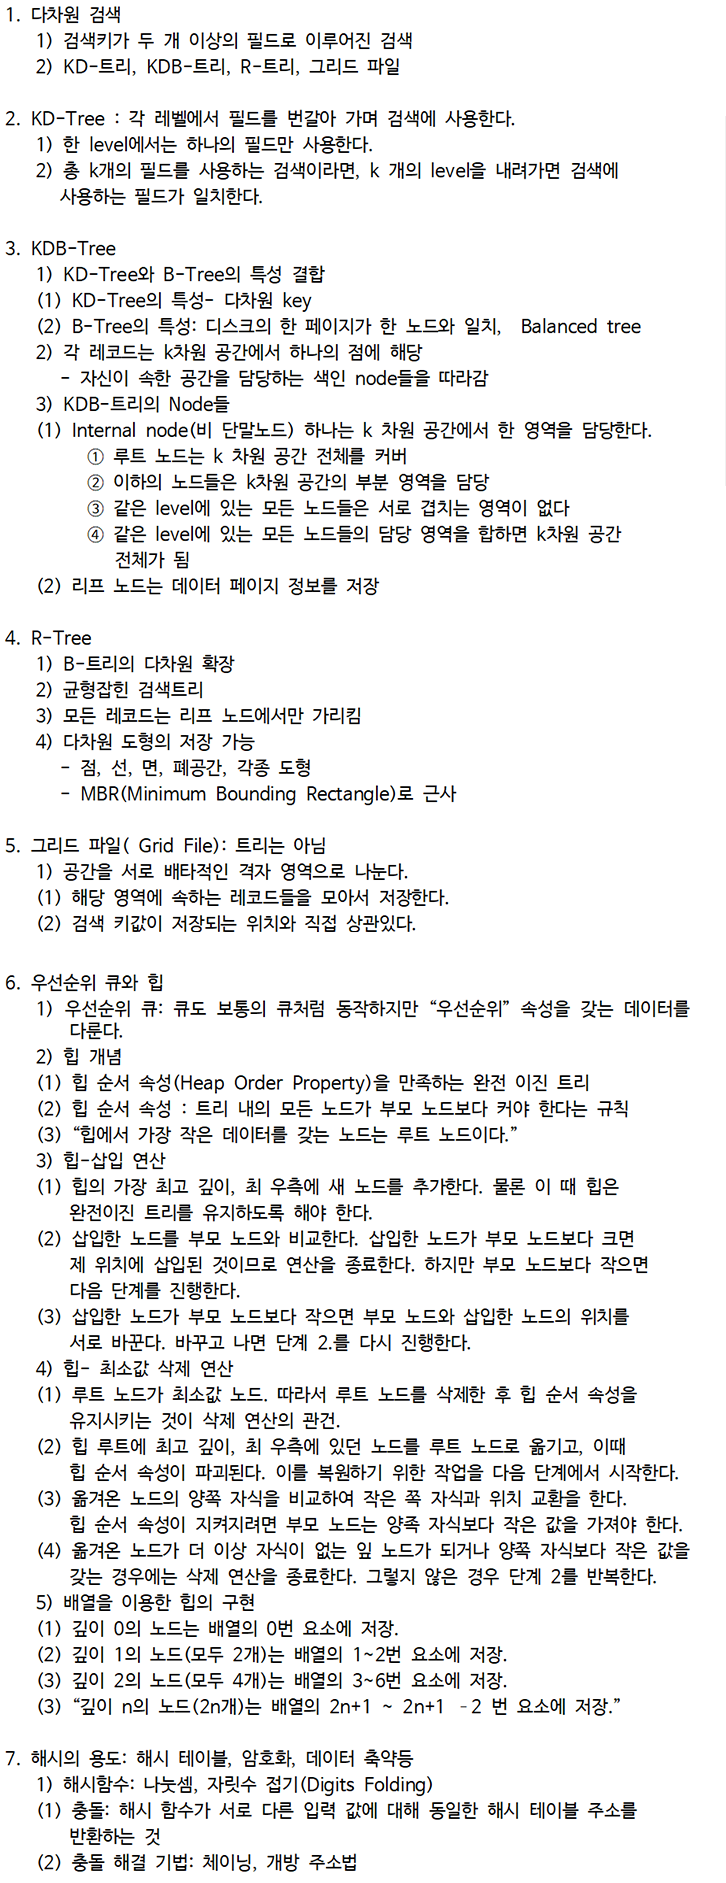 1. 다차원 검색
1) 검색키가 두 개 이상의 필드로 이루어진 검색
2) KD-트리, KDB-트리, R-트리, 그리드 파일
2. KD-Tree : 각 레벨에서 필드를 번갈아 가며 검색에 사용한다.
1) 한 level에서는 하나의 필드만 사용한다.
2) 총 k개의 필드를 사용하는 검색이라면, k 개의 level을 내려가면 검색에
사용하는 필드가 일치한다.
3. KDB-Tree
1) KD-Tree와 B-Tree의 특성 결합
(1) KD-Tree의 특성- 다차원 key
(2) B-Tree의 특성: 디스크의 한 페이지가 한 노드와 일치, Balanced tree
2) 각 레코드는 k차원 공간에서 하나의 점에 해당
- 자신이 속한 공간을 담당하는 색인 node들을 따라감
3) KDB-트리의 Node들
(1) Internal node(비 단말노드) 하나는 k 차원 공간에서 한 영역을 담당한다.
① 루트 노드는 k 차원 공간 전체를 커버
② 이하의 노드들은 k차원 공간의 부분 영역을 담당
③ 같은 level에 있는 모든 노드들은 서로 겹치는 영역이 없다
④ 같은 level에 있는 모든 노드들의 담당 영역을 합하면 k차원 공간
전체가 됨
(2) 리프 노드는 데이터 페이지 정보를 저장
4. R-Tree
1) B-트리의 다차원 확장
2) 균형잡힌 검색트리
3) 모든 레코드는 리프 노드에서만 가리킴
4) 다차원 도형의 저장 가능
- 점, 선, 면, 폐공간, 각종 도형
- MBR(Minimum Bounding Rectangle)로 근사
5. 그리드 파일( Grid File): 트리는 아님
1) 공간을 서로 배타적인 격자 영역으로 나눈다.
(1) 해당 영역에 속하는 레코드들을 모아서 저장한다.
(2) 검색 키값이 저장되는 위치와 직접 상관있다.
6. 우선순위 큐와 힙
1) 우선순위 큐: 큐도 보통의 큐처럼 동작하지만 “우선순위” 속성을 갖는 데이터를
다룬다.
2) 힙 개념
(1) 힙 순서 속성(Heap Order Property)을 만족하는 완전 이진 트리
(2) 힙 순서 속성 : 트리 내의 모든 노드가 부모 노드보다 커야 한다는 규칙
(3) “힙에서 가장 작은 데이터를 갖는 노드는 루트 노드이다.”
3) 힙-삽입 연산
(1) 힙의 가장 최고 깊이, 최 우측에 새 노드를 추가한다. 물론 이 때 힙은
완전이진 트리를 유지하도록 해야 한다.
(2) 삽입한 노드를 부모 노드와 비교한다. 삽입한 노드가 부모 노드보다 크면
제 위치에 삽입된 것이므로 연산을 종료한다. 하지만 부모 노드보다 작으면
다음 단계를 진행한다.
(3) 삽입한 노드가 부모 노드보다 작으면 부모 노드와 삽입한 노드의 위치를
서로 바꾼다. 바꾸고 나면 단계 2.를 다시 진행한다.
4) 힙- 최소값 삭제 연산
(1) 루트 노드가 최소값 노드. 따라서 루트 노드를 삭제한 후 힙 순서 속성을
유지시키는 것이 삭제 연산의 관건.
(2) 힙 루트에 최고 깊이, 최 우측에 있던 노드를 루트 노드로 옮기고, 이때
힙 순서 속성이 파괴된다. 이를 복원하기 위한 작업을 다음 단계에서 시작한다.
(3) 옮겨온 노드의 양쪽 자식을 비교하여 작은 쪽 자식과 위치 교환을 한다.
힙 순서 속성이 지켜지려면 부모 노드는 양족 자식보다 작은 값을 가져야 한다.
(4) 옮겨온 노드가 더 이상 자식이 없는 잎 노드가 되거나 양쪽 자식보다 작은 값을
갖는 경우에는 삭제 연산을 종료한다. 그렇지 않은 경우 단계 2를 반복한다.
5) 배열을 이용한 힙의 구현
(1) 깊이 0의 노드는 배열의 0번 요소에 저장.
(2) 깊이 1의 노드(모두 2개)는 배열의 1~2번 요소에 저장.
(3) 깊이 2의 노드(모두 4개)는 배열의 3~6번 요소에 저장.
(3) “깊이 n의 노드(2n개)는 배열의 2n+1 ~ 2n+1 -2 번 요소에 저장.”
7. 해시의 용도: 해시 테이블, 암호화, 데이터 축약등
1) 해시함수: 나눗셈, 자릿수 접기(Digits Folding)
(1) 충돌: 해시 함수가 서로 다른 입력 값에 대해 동일한 해시 테이블 주소를
반환하는 것
(2) 충돌 해결 기법: 체이닝, 개방 주소법